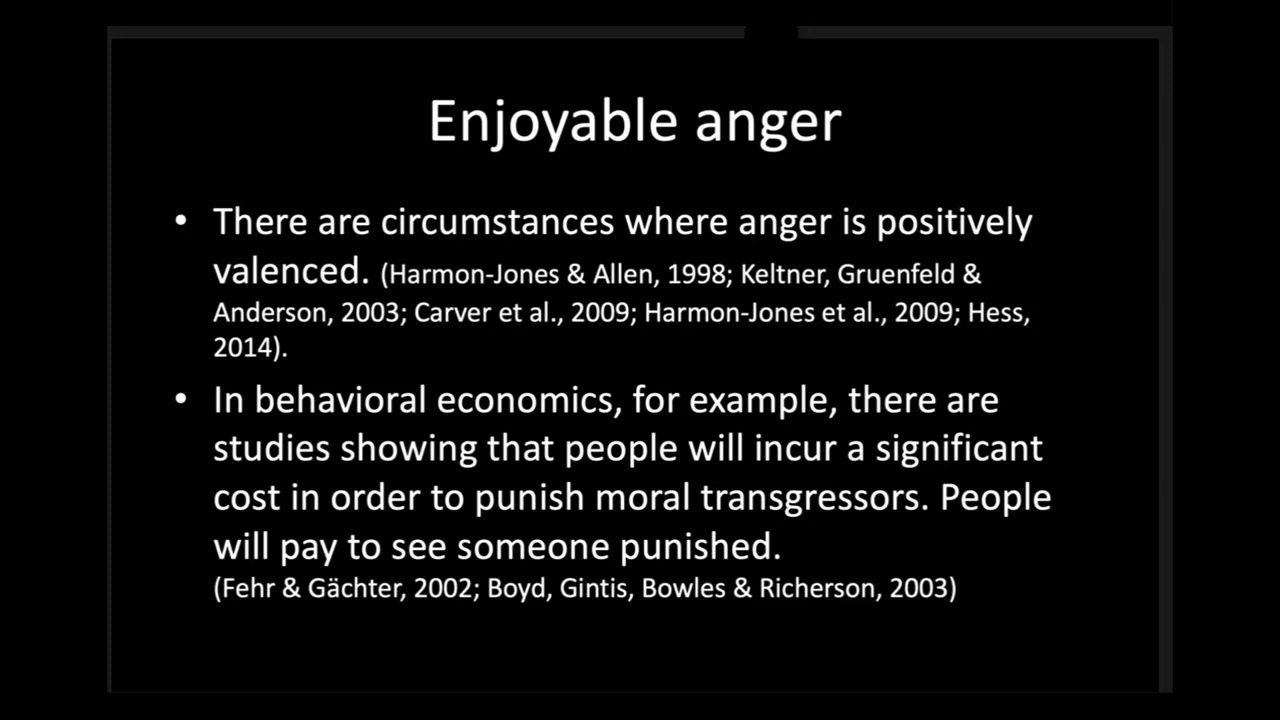 Enjoyable anger
• There are circumstances where anger is positively
valenced. (Harmon-Jones & Allen, 1998; Keltner, Gruenfeld &
Anderson, 2003; Carver et al., 2009; Harmon-Jones et al., 2009; Hess,
2014).
• In behavioral economics, for example, there are
studies showing that people will incur a significant
cost in order to punish moral transgressors. People
will pay to see someone punished.
(Fehr & Gächter, 2002; Boyd, Gintis, Bowles & Richerson, 2003)